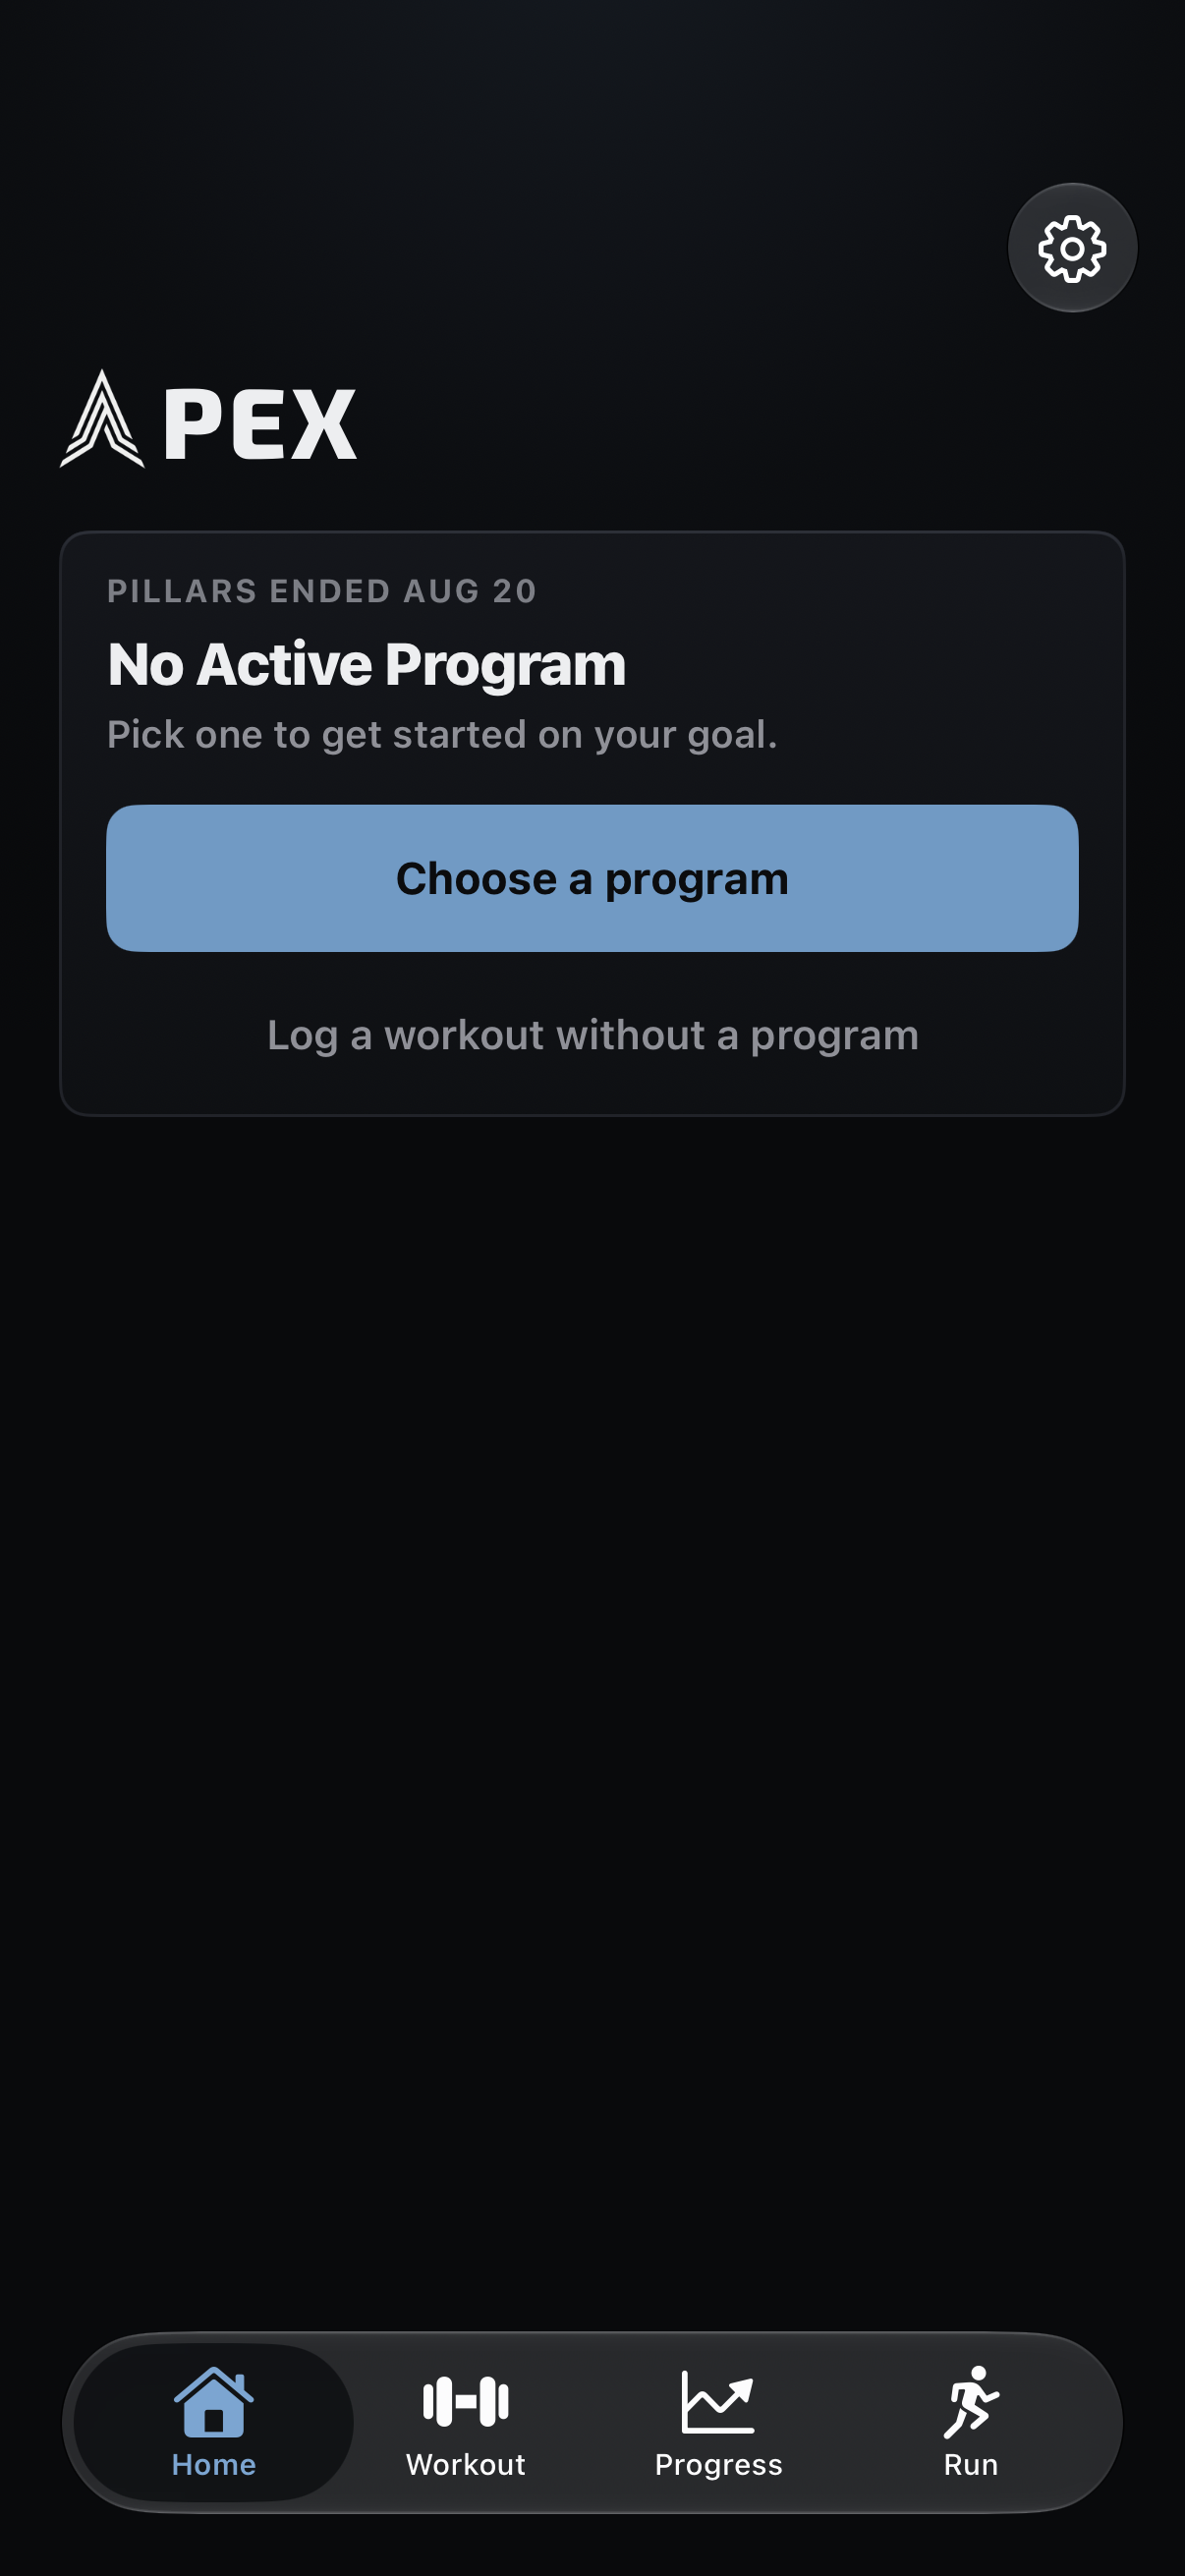 APEX
PILLARS ENDED AUG 20
No Active Program
Pick one to get started on your goal.
Choose a program
Log a workout without a program
Home
Workout
Progress
Run